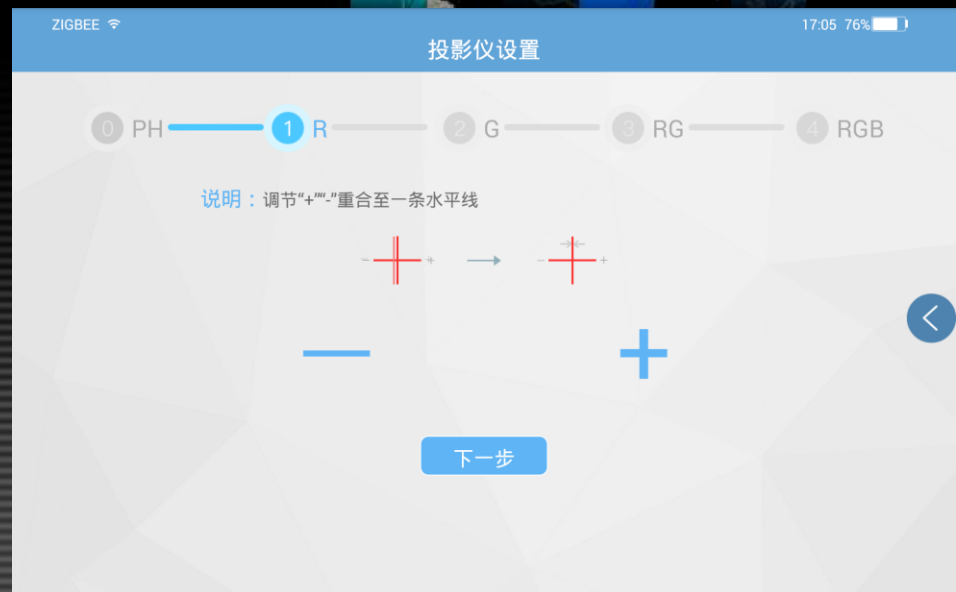 ZIGBEE 17:05 76%
投影仪设置
0 PH 1 R 2 G 3 RG 4 RGB
说明：调节“+”“-”重合至一条水平线
- + - +
- +
下一步